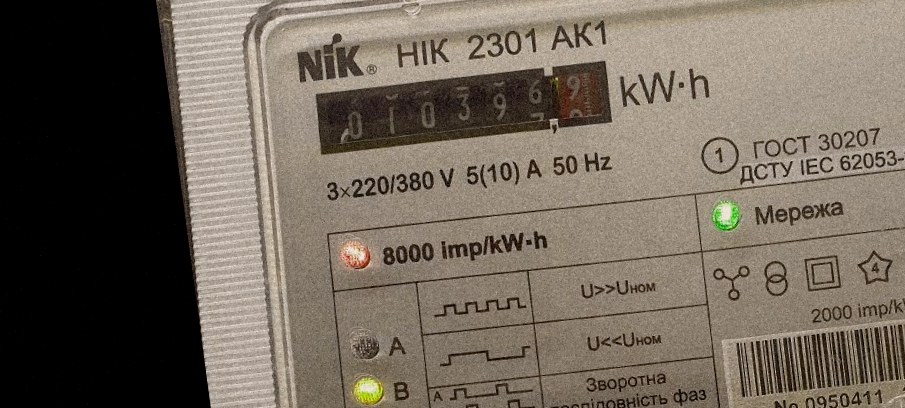 NiK® НІК 2301 АК1
010396,9 kW·h
3×220/380 V 5(10) A 50 Hz
1 ГОСТ 30207
ДСТУ IEC 62053-
8000 imp/kW·h
Мережа
U>>Uном
4
A
U<<Uном
2000 imp/k
B
A
Зворотна
послідовність фаз
No 0950411